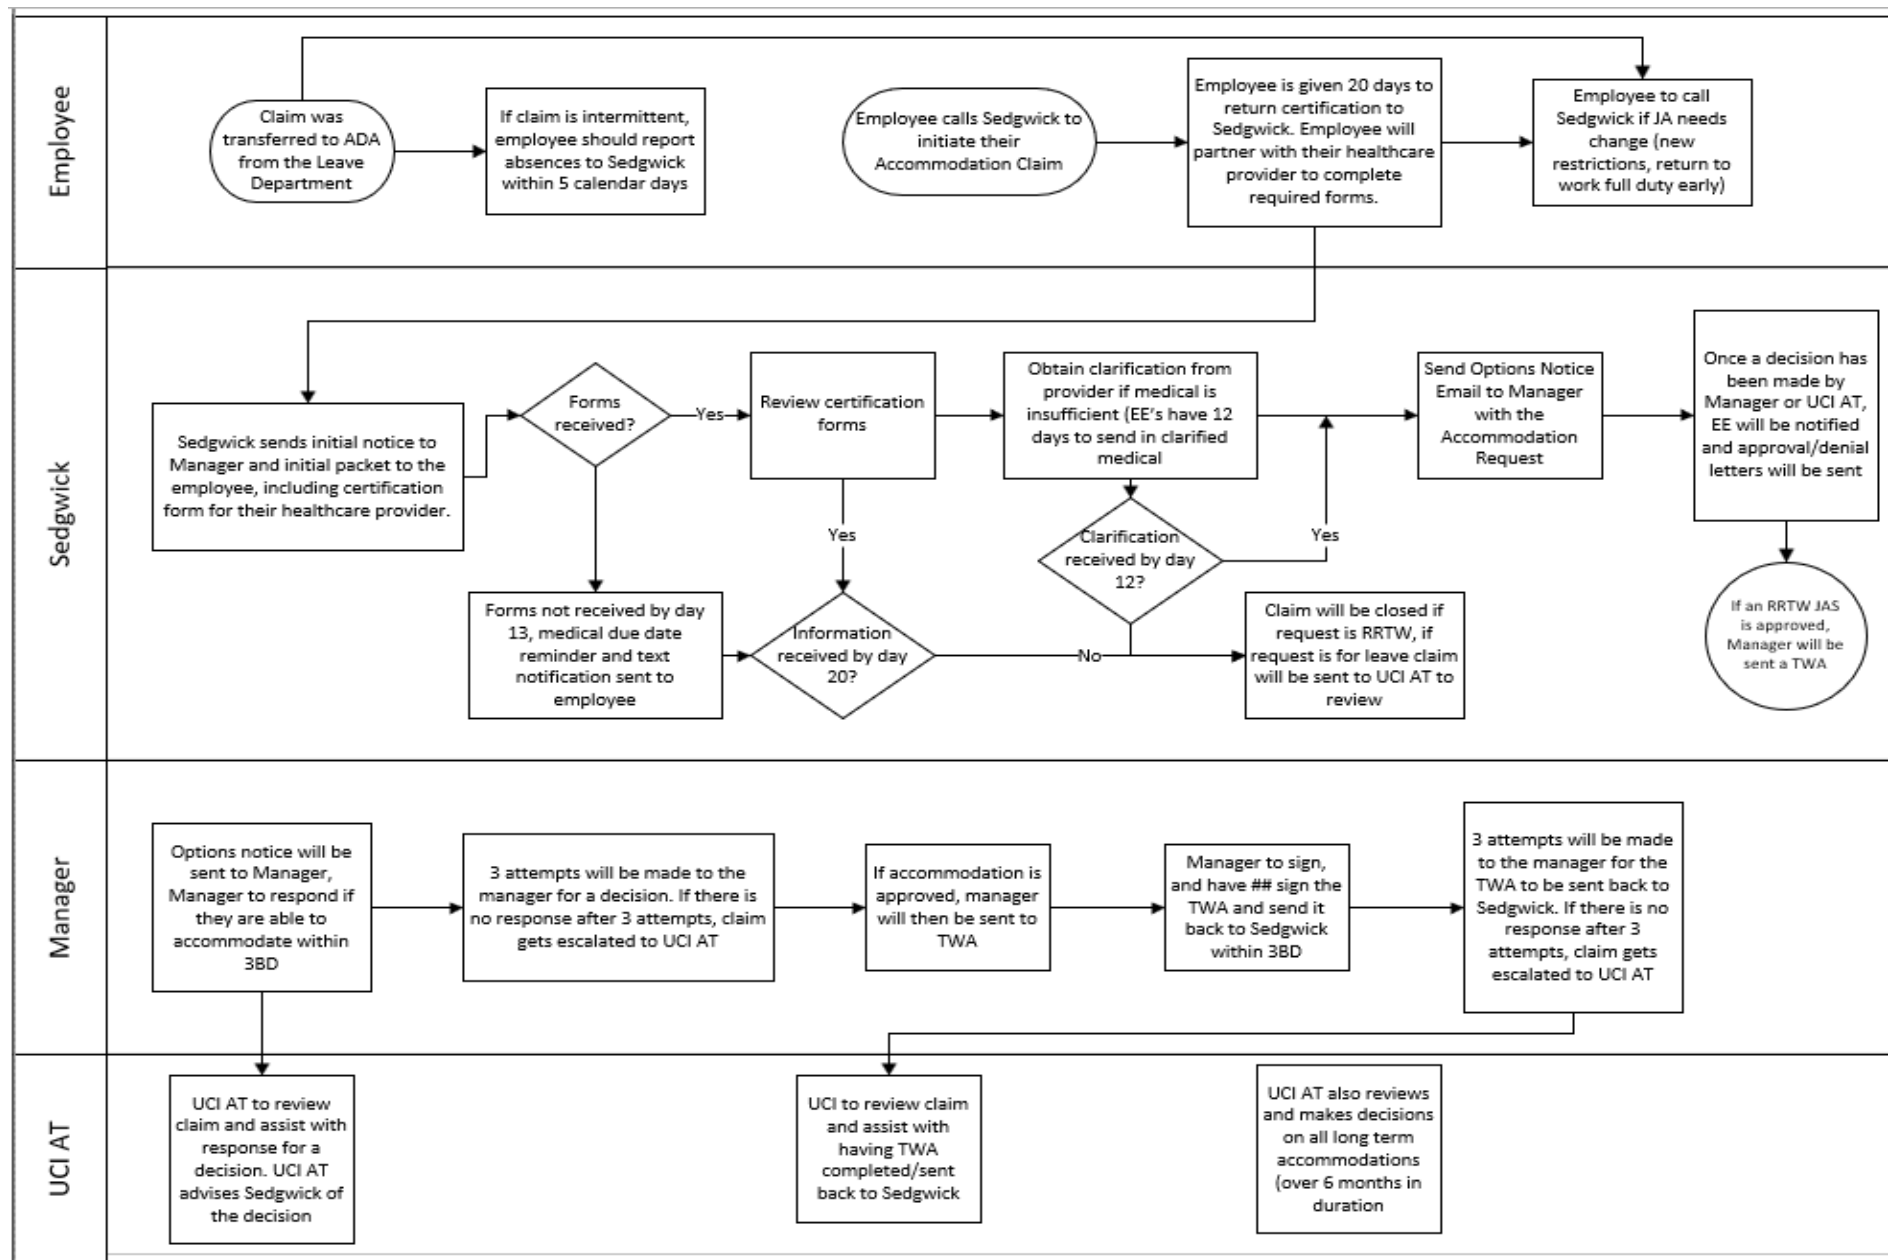 Employee
Claim was
transferred to ADA
from the Leave
Department
If claim is intermittent,
employee should report
absences to Sedgwick
within 5 calendar days
Employee calls Sedgwick to
initiate their
Accommodation Claim
Employee is given 20 days to
return certification to
Sedgwick. Employee will
partner with their healthcare
provider to complete
required forms.
Employee to call
Sedgwick if JA needs
change (new
restrictions, return to
work full duty early)
Sedgwick
Sedgwick sends initial notice to
Manager and initial packet to the
employee, including certification
form for their healthcare provider.
Forms
received?
Yes
Review certification
forms
Obtain clarification from
provider if medical is
insufficient (EE's have 12
days to send in clarified
medical
Send Options Notice
Email to Manager
with the
Accommodation
Request
Once a decision has
been made by
Manager or UCI AT,
EE will be notified
and approval/denial
letters will be sent
Yes
Clarification
received by day
12?
Yes
Forms not received by day
13, medical due date
reminder and text
notification sent to
employee
Information
received by day
20?
No
Claim will be closed if
request is RRTW, if
request is for leave claim
will be sent to UCI AT to
review
If an RRTW JAS
is approved,
Manager will be
sent a TWA
Manager
Options notice will be
sent to Manager,
Manager to respond if
they are able to
accommodate within
3BD
3 attempts will be made to the
manager for a decision. If there is
no response after 3 attempts, claim
gets escalated to UCI AT
If accommodation is
approved, manager
will then be sent to
TWA
Manager to sign,
and have ## sign the
TWA and send it
back to Sedgwick
within 3BD
3 attempts will be made
to the manager for the
TWA to be sent back to
Sedgwick. If there is no
response after 3
attempts, claim gets
escalated to UCI AT
UCI AT
UCI AT to review
claim and assist with
response for a
decision. UCI AT
advises Sedgwick of
the decision
UCI to review claim
and assist with
having TWA
completed/sent
back to Sedgwick
UCI AT also reviews
and makes decisions
on all long term
accommodations
(over 6 months in
duration